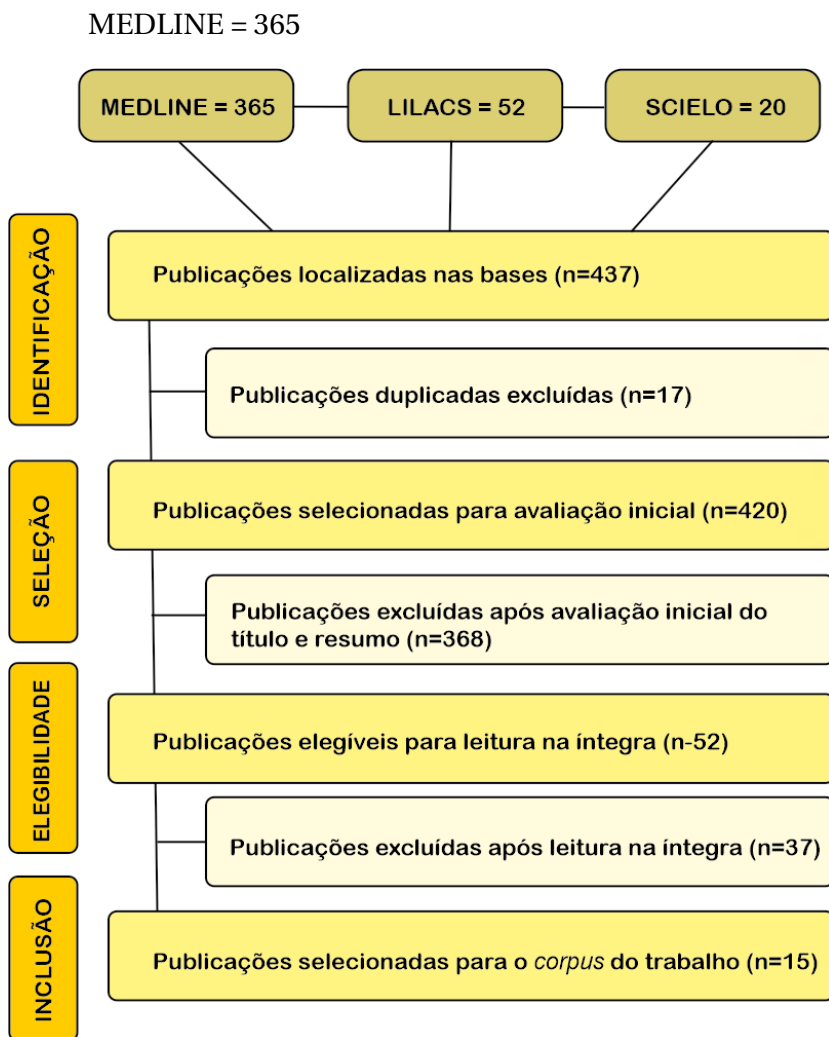 MEDLINE = 365
MEDLINE = 365
LILACS = 52
SCIELO = 20
IDENTIFICAÇÃO
Publicações localizadas nas bases (n=437)
Publicações duplicadas excluídas (n=17)
SELEÇÃO
Publicações selecionadas para avaliação inicial (n=420)
Publicações excluídas após avaliação inicial do
título e resumo (n=368)
ELEGIBILIDADE
Publicações elegíveis para leitura na íntegra (n-52)
Publicações excluídas após leitura na íntegra (n=37)
INCLUSÃO
Publicações selecionadas para o corpus do trabalho (n=15)